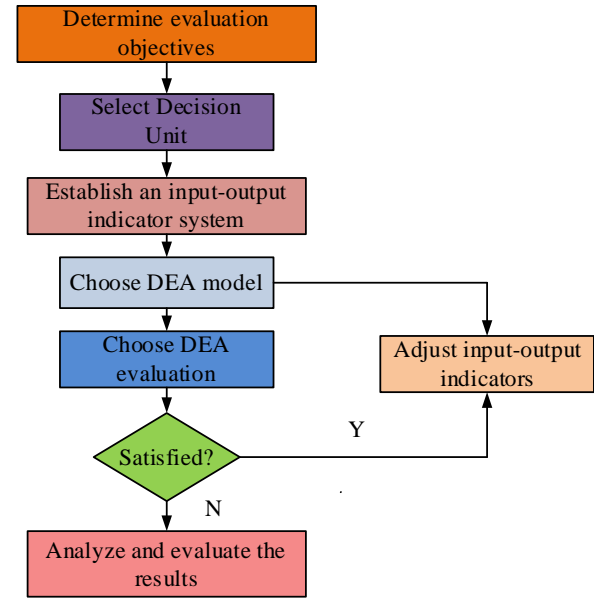 Determine evaluation
objectives
Select Decision
Unit
Establish an input-output
indicator system
Choose DEA model
Choose DEA
evaluation
Adjust input-output
indicators
Satisfied?
Y
N
Analyze and evaluate the
results